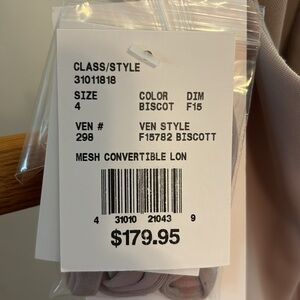 CLASS/STYLE
31011818
SIZE COLOR DIM
4 BISCOT F15
VEN # VEN STYLE
298 F15782 BISCOTT
MESH CONVERTIBLE LON
4 31010 21043 9
$179.95